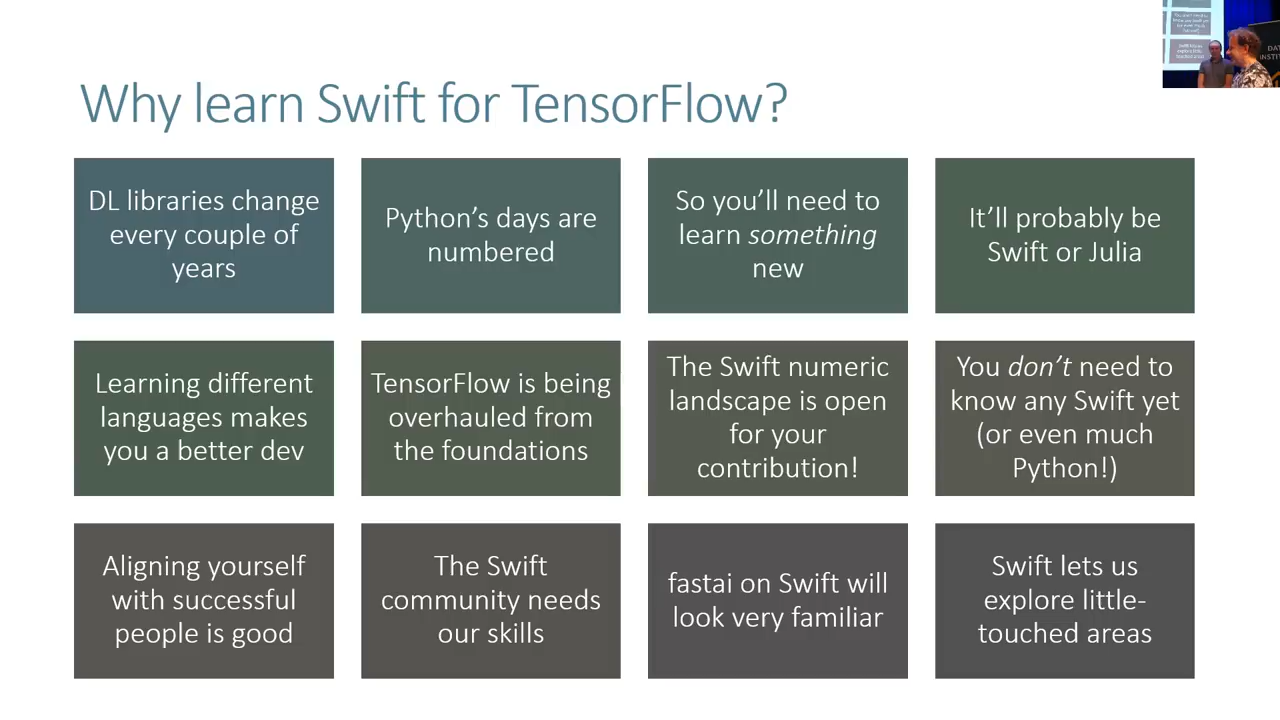 Why learn Swift for TensorFlow?
DL libraries change
every couple of
years
Python's days are
numbered
So you'll need to
learn something
new
It'll probably be
Swift or Julia
Learning different
languages makes
you a better dev
TensorFlow is being
overhauled from
the foundations
The Swift numeric
landscape is open
for your
contribution!
You don't need to
know any Swift yet
(or even much
Python!)
Aligning yourself
with successful
people is good
The Swift
community needs
our skills
fastai on Swift will
look very familiar
Swift lets us
explore little-
touched areas